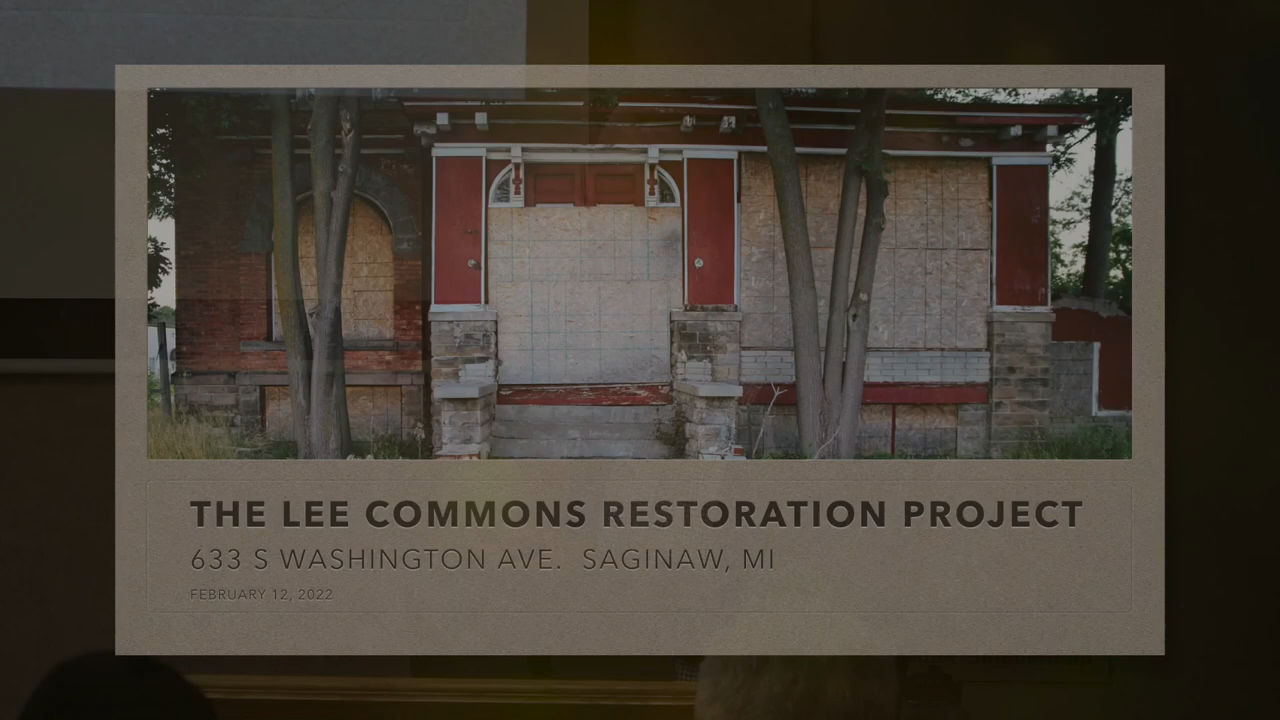 THE LEE COMMONS RESTORATION PROJECT
633 S WASHINGTON AVE. SAGINAW, MI
FEBRUARY 12, 2022